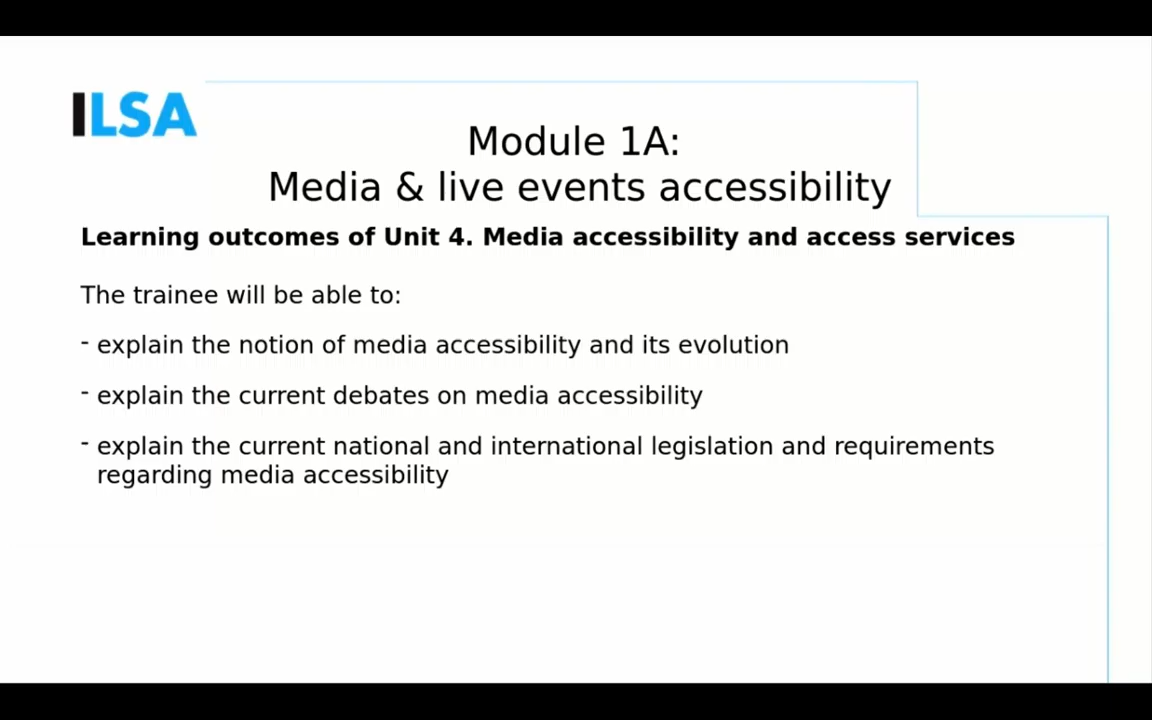 ILSA
Module 1A:
Media & live events accessibility
Learning outcomes of Unit 4. Media accessibility and access services
The trainee will be able to:
- explain the notion of media accessibility and its evolution
- explain the current debates on media accessibility
- explain the current national and international legislation and requirements
regarding media accessibility